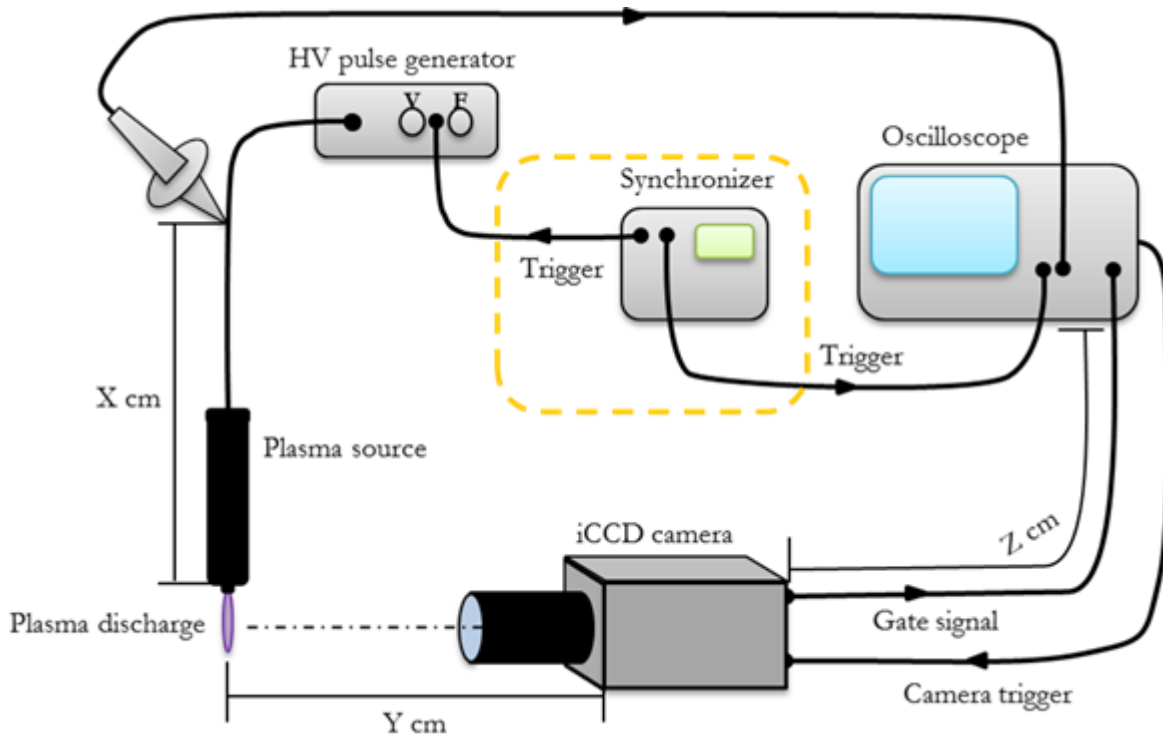 HV pulse generator
V F
Oscilloscope
Synchronizer
Trigger
Trigger
X cm
Plasma source
iCCD camera
Z cm
Plasma discharge
Gate signal
Camera trigger
Y cm